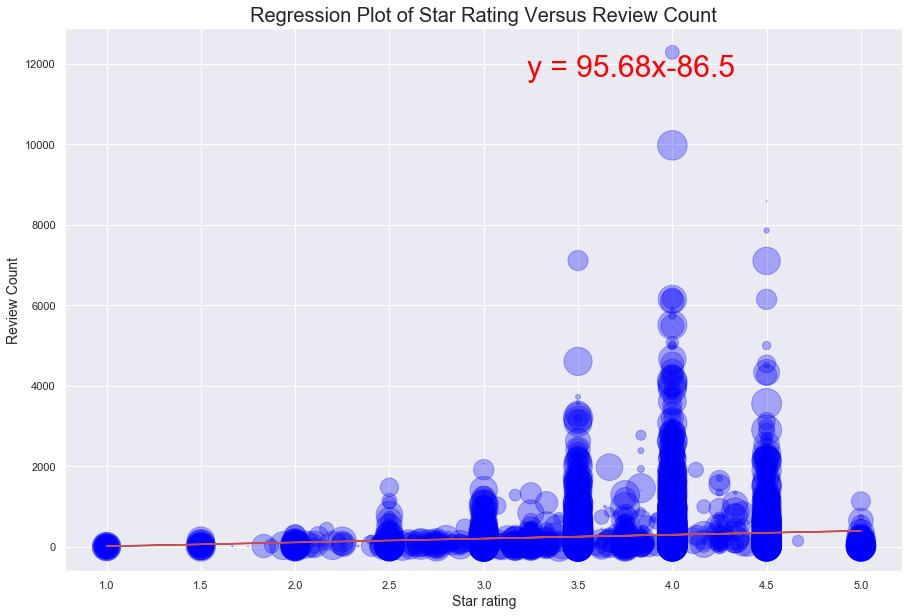 Regression Plot of Star Rating Versus Review Count
y = 95.68x-86.5
12000
10000
8000
6000
4000
2000
0
Review Count
1.0 1.5 2.0 2.5 3.0 3.5 4.0 4.5 5.0
Star rating